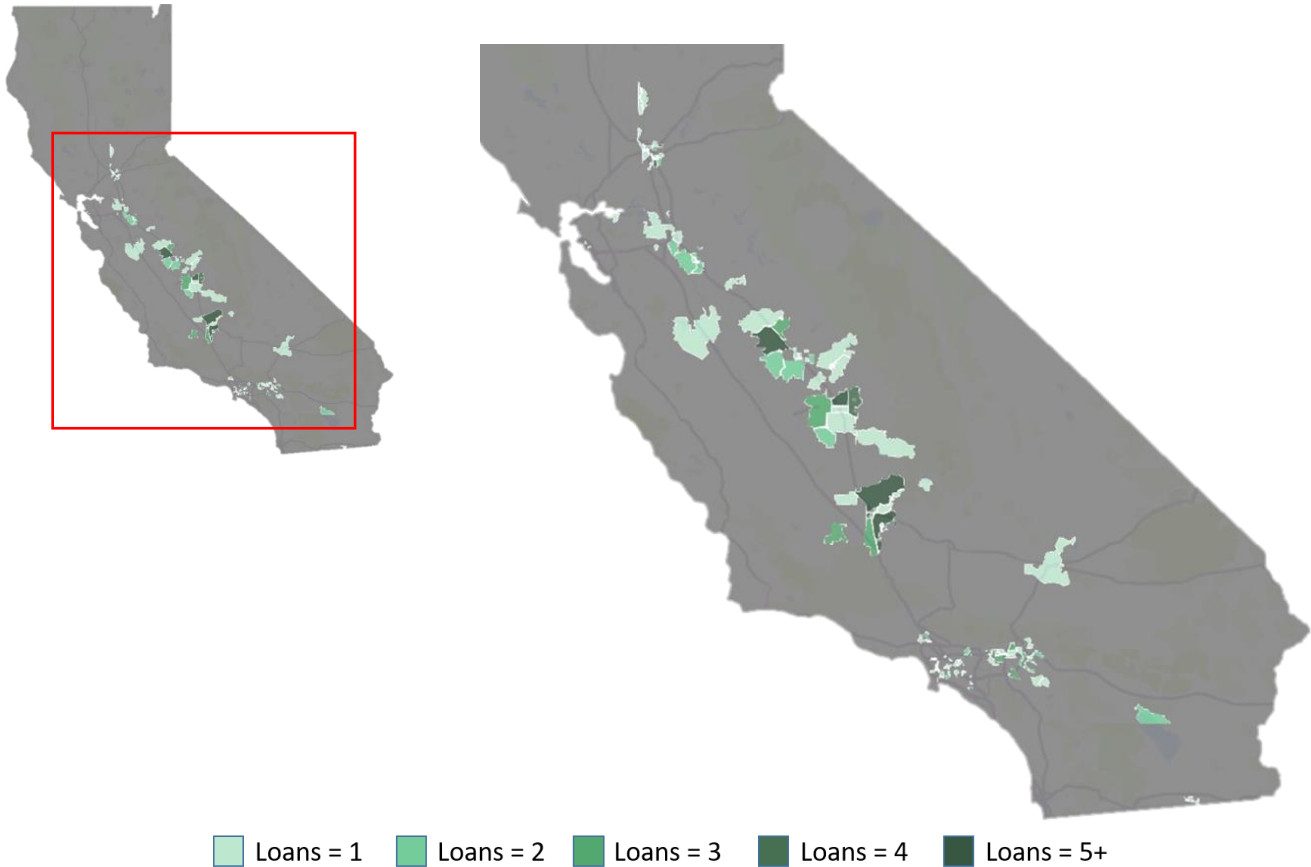 Loans = 1 Loans = 2 Loans = 3 Loans = 4 Loans = 5+